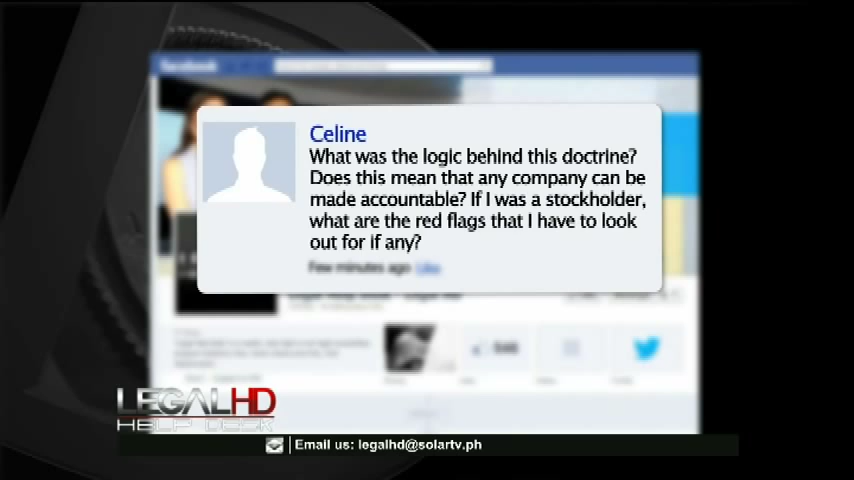 facebook
Celine
What was the logic behind this doctrine?
Does this mean that any company can be
made accountable? If I was a stockholder,
what are the red flags that I have to look
out for if any?
Few minutes ago Like
LEGALHD
HELP DESK
Email us: legalhd@solartv.ph